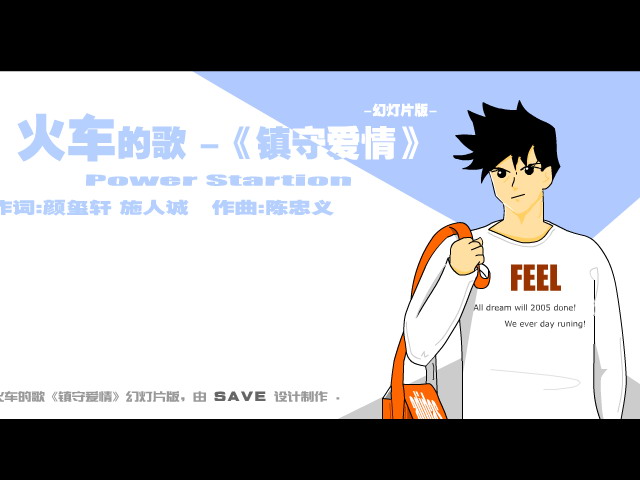 -幻灯片版-
火车的歌 -《镇守爱情》
Power Startion
作词:颜玺轩 施人诚 作曲:陈忠义
FEEL
All dream will 2005 done!
We ever day runing!
火车的歌《镇守爱情》幻灯片版，由 SAVE 设计制作 .